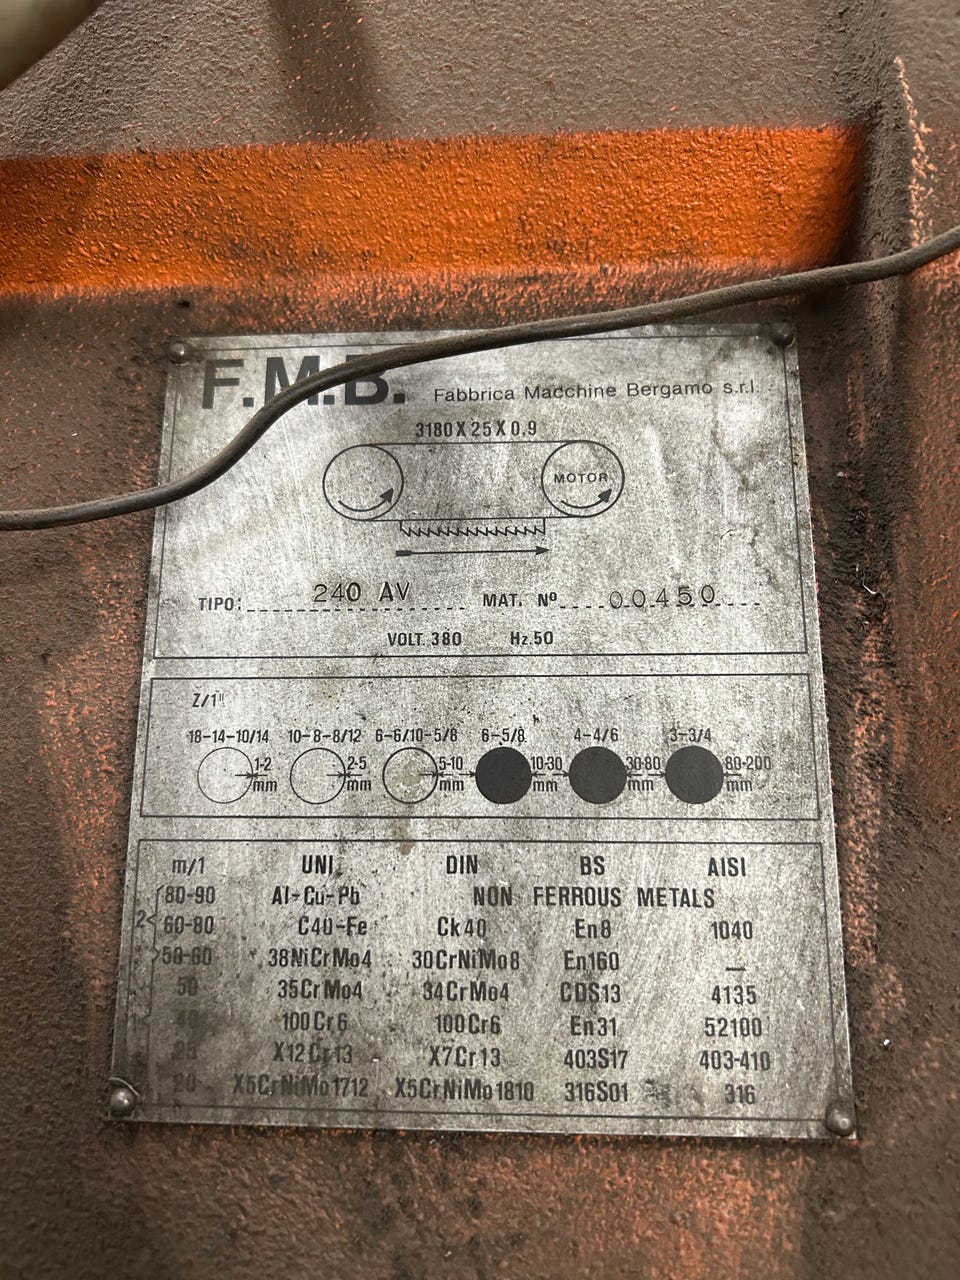 F.M.B. Fabbrica Macchine Bergamo s.r.l.
3180 X 25 X 0,9
MOTOR
TIPO: 240 AV MAT. Nº 00450
VOLT. 380 Hz. 50
Z/1"
18-14-10/14 10-8-8/12 6-6/10-5/8 6-5/8 4-4/6 3-3/4
1-2 mm 2-5 mm 5-10 mm 10-30 mm 30-80 mm 80-200 mm
m/1 UNI DIN BS AISI
80-90 Al-Cu-Pb NON FERROUS METALS
2 60-80 C40-Fe Ck40 En8 1040
50-60 38NiCrMo4 30CrNiMo8 En160 —
50 35CrMo4 34CrMo4 CDS13 4135
40 100Cr6 100Cr6 En31 52100
X12Cr13 X7Cr13 403S17 403-410
20 X5CrNiMo1712 X5CrNiMo1810 316S01 316